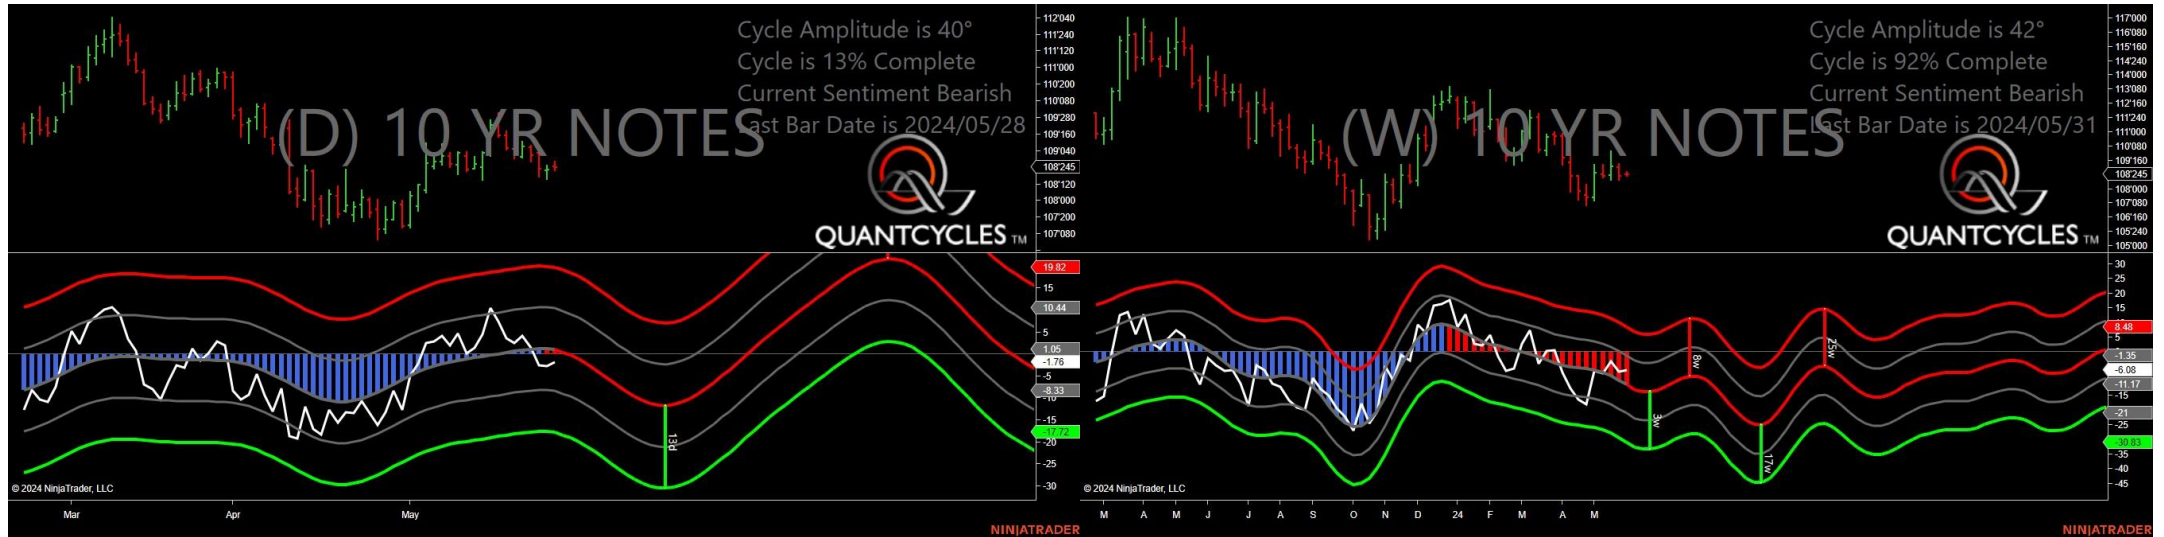 Cycle Amplitude is 40°
Cycle is 13% Complete
Current Sentiment Bearish
Last Bar Date is 2024/05/28
(D) 10 YR NOTES
QUANTCYCLES TM
112'040
111'240
111'120
111'000
110'200
110'080
109'280
109'160
109'040
108'245
108'120
108'000
107'200
107'080
19.82
15
10.44
5
1.05
-1.76
-5
-8.33
-10
-15
-17.72
-20
-25
-30
13d
© 2024 NinjaTrader, LLC
Mar Apr May
NINJATRADER
Cycle Amplitude is 42°
Cycle is 92% Complete
Current Sentiment Bearish
Last Bar Date is 2024/05/31
(W) 10 YR NOTES
QUANTCYCLES TM
117'000
116'080
115'160
114'240
114'000
113'080
112'160
111'240
111'000
110'080
109'160
108'245
108'000
107'080
106'160
105'240
105'000
30
25
20
15
8.48
5
-1.35
-6.08
-11.17
-15
-21
-25
-30.83
-35
-40
-45
3w
8w
17w
25w
© 2024 NinjaTrader, LLC
M A M J J A S O N D 24 F M A M
NINJATRADER